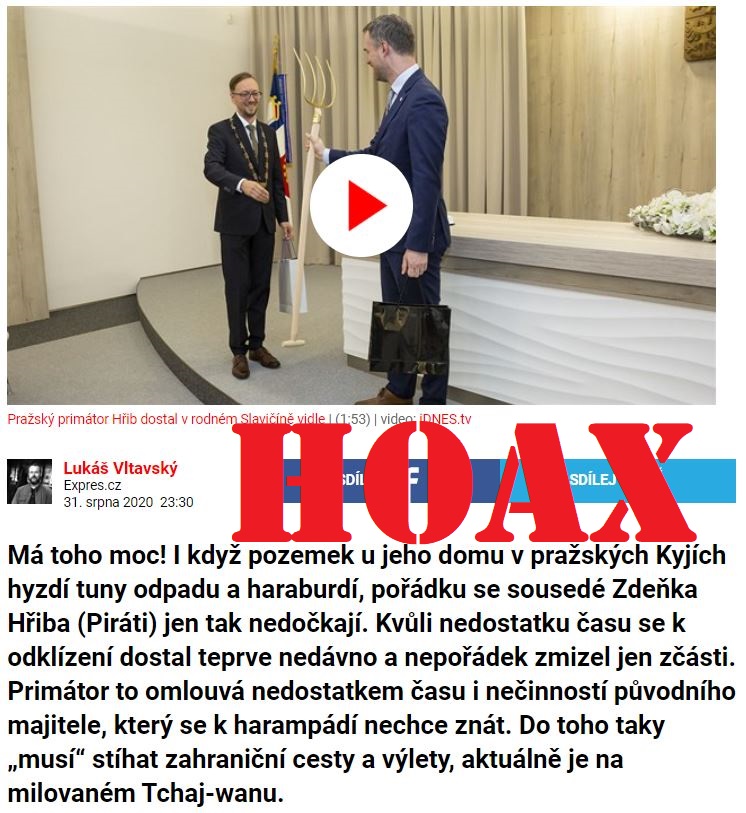 Pražský primátor Hřib dostal v rodném Slavičíně vidle | (1:53) | video: iDNES.tv
HOAX
Lukáš Vltavský
Expres.cz
31. srpna 2020 23:30
SDÍL
SDÍLEJ
Má toho moc! I když pozemek u jeho domu v pražských Kyjích
hyzdí tuny odpadu a haraburdí, pořádku se sousedé Zdeňka
Hřiba (Piráti) jen tak nedočkají. Kvůli nedostatku času se k
odklízení dostal teprve nedávno a nepořádek zmizel jen zčásti.
Primátor to omlouvá nedostatkem času i nečinností původního
majitele, který se k harampádí nechce znát. Do toho taky
„musí“ stíhat zahraniční cesty a výlety, aktuálně je na
milovaném Tchaj-wanu.